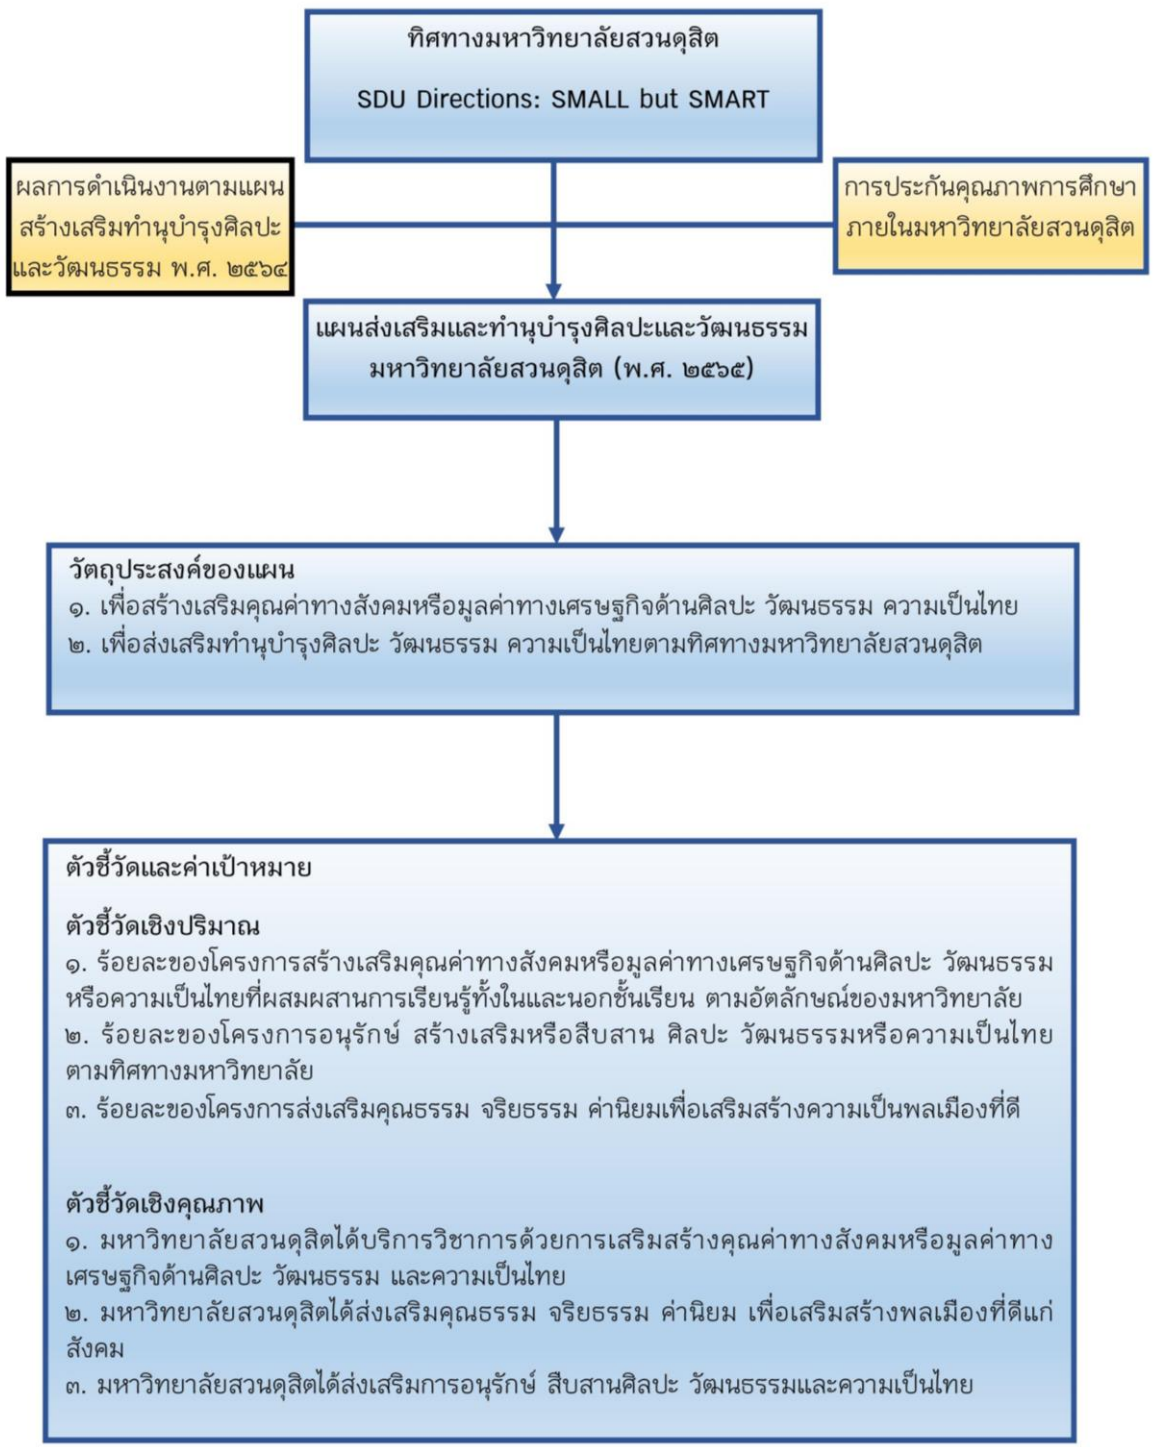 ทิศทางมหาวิทยาลัยสวนดุสิต
SDU Directions: SMALL but SMART
ผลการดำเนินงานตามแผน
สร้างเสริมทำนุบำรุงศิลปะ
และวัฒนธรรม พ.ศ. ๒๕๖๔
การประกันคุณภาพการศึกษา
ภายในมหาวิทยาลัยสวนดุสิต
แผนส่งเสริมและทำนุบำรุงศิลปะและวัฒนธรรม
มหาวิทยาลัยสวนดุสิต (พ.ศ. ๒๕๖๕)
วัตถุประสงค์ของแผน
๑. เพื่อสร้างเสริมคุณค่าทางสังคมหรือมูลค่าทางเศรษฐกิจด้านศิลปะ วัฒนธรรม ความเป็นไทย
๒. เพื่อส่งเสริมทำนุบำรุงศิลปะ วัฒนธรรม ความเป็นไทยตามทิศทางมหาวิทยาลัยสวนดุสิต
ตัวชี้วัดและค่าเป้าหมาย
ตัวชี้วัดเชิงปริมาณ
๑. ร้อยละของโครงการสร้างเสริมคุณค่าทางสังคมหรือมูลค่าทางเศรษฐกิจด้านศิลปะ วัฒนธรรม
หรือความเป็นไทยที่ผสมผสานการเรียนรู้ทั้งในและนอกชั้นเรียน ตามอัตลักษณ์ของมหาวิทยาลัย
๒. ร้อยละของโครงการอนุรักษ์ สร้างเสริมหรือสืบสาน ศิลปะ วัฒนธรรมหรือความเป็นไทย
ตามทิศทางมหาวิทยาลัย
๓. ร้อยละของโครงการส่งเสริมคุณธรรม จริยธรรม ค่านิยมเพื่อเสริมสร้างความเป็นพลเมืองที่ดี
ตัวชี้วัดเชิงคุณภาพ
๑. มหาวิทยาลัยสวนดุสิตได้บริการวิชาการด้วยการเสริมสร้างคุณค่าทางสังคมหรือมูลค่าทาง
เศรษฐกิจด้านศิลปะ วัฒนธรรม และความเป็นไทย
๒. มหาวิทยาลัยสวนดุสิตได้ส่งเสริมคุณธรรม จริยธรรม ค่านิยม เพื่อเสริมสร้างพลเมืองที่ดีแก่
สังคม
๓. มหาวิทยาลัยสวนดุสิตได้ส่งเสริมการอนุรักษ์ สืบสานศิลปะ วัฒนธรรมและความเป็นไทย